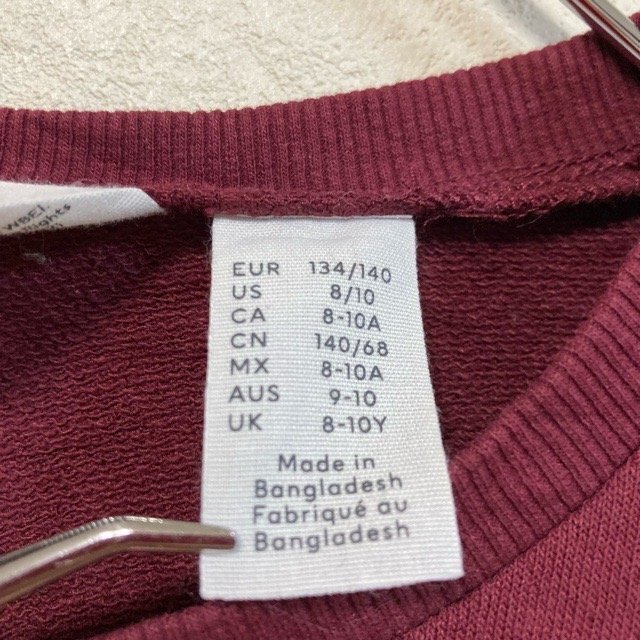 EUR 134/140
US 8/10
CA 8-10A
CN 140/68
MX 8-10A
AUS 9-10
UK 8-10Y
Made in
Bangladesh
Fabriqué au
Bangladesh